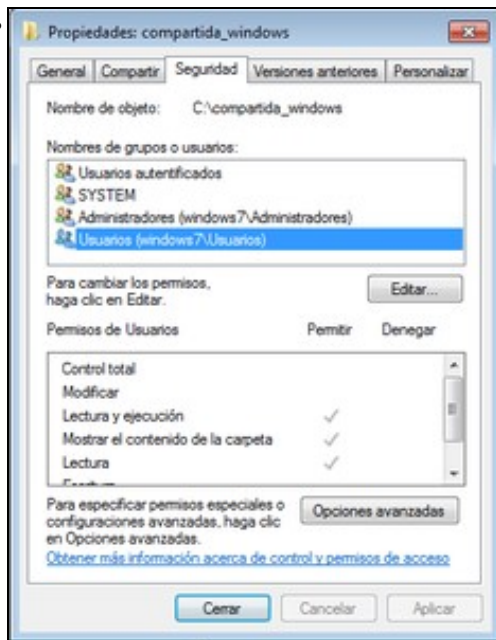 Propiedades: compartida_windows
General Compartir Seguridad Versiones anteriores Personalizar
Nombre de objeto: C:\compartida_windows
Nombres de grupos o usuarios:
Usuarios autentificados
SYSTEM
Administradores (windows7\Administradores)
Usuarios (windows7\Usuarios)
Para cambiar los permisos,
haga clic en Editar.
Editar...
Permisos de Usuarios Permitir Denegar
Control total
Modificar
Lectura y ejecución
Mostrar el contenido de la carpeta
Lectura
Para especificar permisos especiales o
configuraciones avanzadas, haga clic
en Opciones avanzadas.
Opciones avanzadas
Obtener más información acerca de control y permisos de acceso
Cerrar Cancelar Aplicar